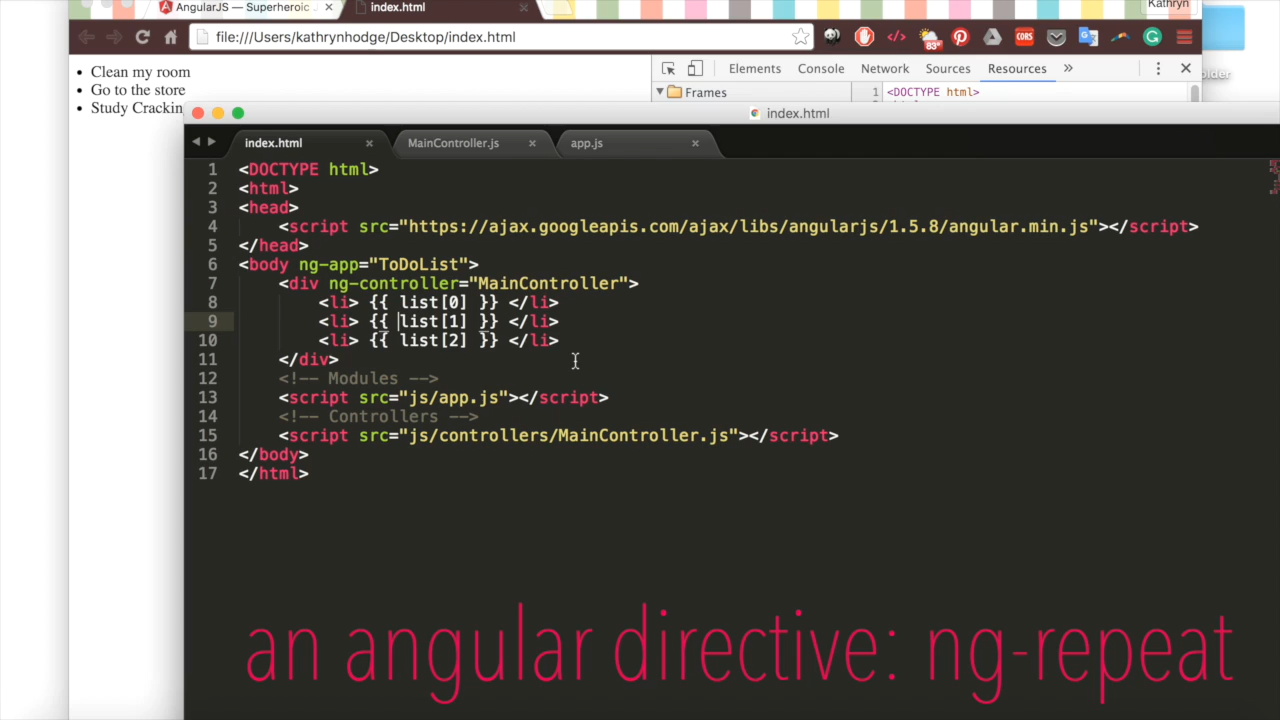 AngularJS — Superheroic
index.html
Kathryn
file:///Users/kathrynhodge/Desktop/index.html
83°
CORS
• Clean my room
• Go to the store
• Study Crackin
Elements Console Network Sources Resources »
Frames
1 <!DOCTYPE html>
older
index.html
index.html MainController.js app.js
1 <DOCTYPE html>
2 <html>
3 <head>
4 <script src="https://ajax.googleapis.com/ajax/libs/angularjs/1.5.8/angular.min.js"></script>
5 </head>
6 <body ng-app="ToDoList">
7 <div ng-controller="MainController">
8 <li> {{ list[0] }} </li>
9 <li> {{ list[1] }} </li>
10 <li> {{ list[2] }} </li>
11 </div>
12 <!-- Modules -->
13 <script src="js/app.js"></script>
14 <!-- Controllers -->
15 <script src="js/controllers/MainController.js"></script>
16 </body>
17 </html>
an angular directive: ng-repeat